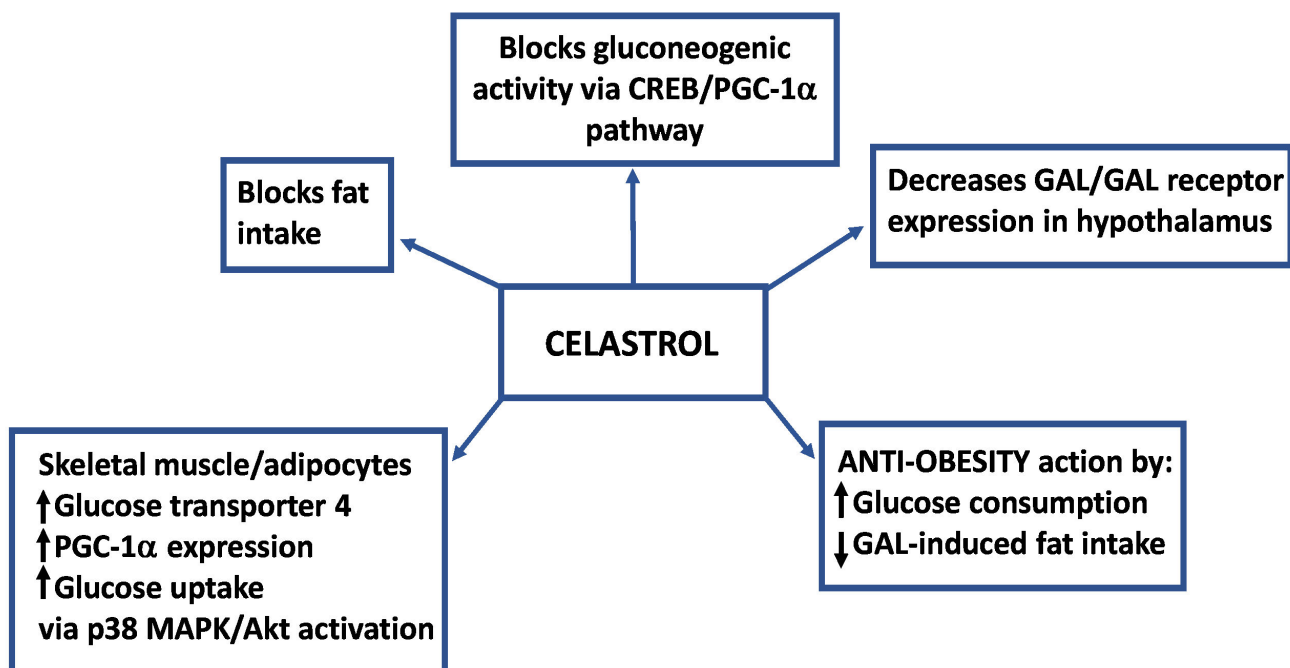 Blocks gluconeogenic
activity via CREB/PGC-1α
pathway
Blocks fat
intake
Decreases GAL/GAL receptor
expression in hypothalamus
CELASTROL
Skeletal muscle/adipocytes
↑Glucose transporter 4
↑PGC-1α expression
↑Glucose uptake
via p38 MAPK/Akt activation
ANTI-OBESITY action by:
↑Glucose consumption
↓GAL-induced fat intake